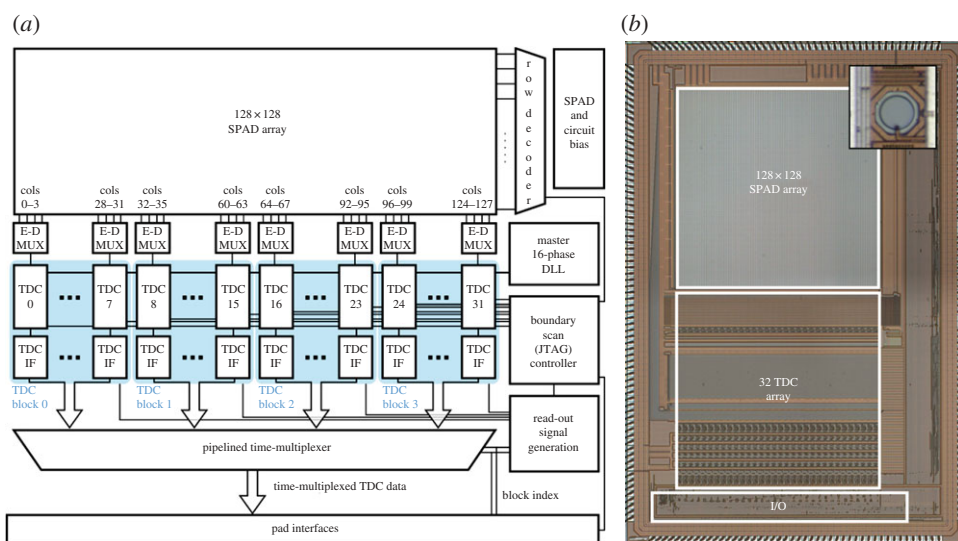 (a)
128 × 128
SPAD array
row decoder
SPAD
and
circuit
bias
cols
0–3
cols
28–31
cols
32–35
cols
60–63
cols
64–67
cols
92–95
cols
96–99
cols
124–127
E-D
MUX
E-D
MUX
E-D
MUX
E-D
MUX
E-D
MUX
E-D
MUX
E-D
MUX
E-D
MUX
master
16-phase
DLL
TDC
0
TDC
7
TDC
8
TDC
15
TDC
16
TDC
23
TDC
24
TDC
31
boundary
scan
(JTAG)
controller
TDC
IF
TDC
IF
TDC
IF
TDC
IF
TDC
IF
TDC
IF
TDC
IF
TDC
IF
TDC
block 0
TDC
block 1
TDC
block 2
TDC
block 3
read-out
signal
generation
pipelined time-multiplexer
time-multiplexed TDC data
block index
pad interfaces
(b)
128 × 128
SPAD array
32 TDC
array
I/O